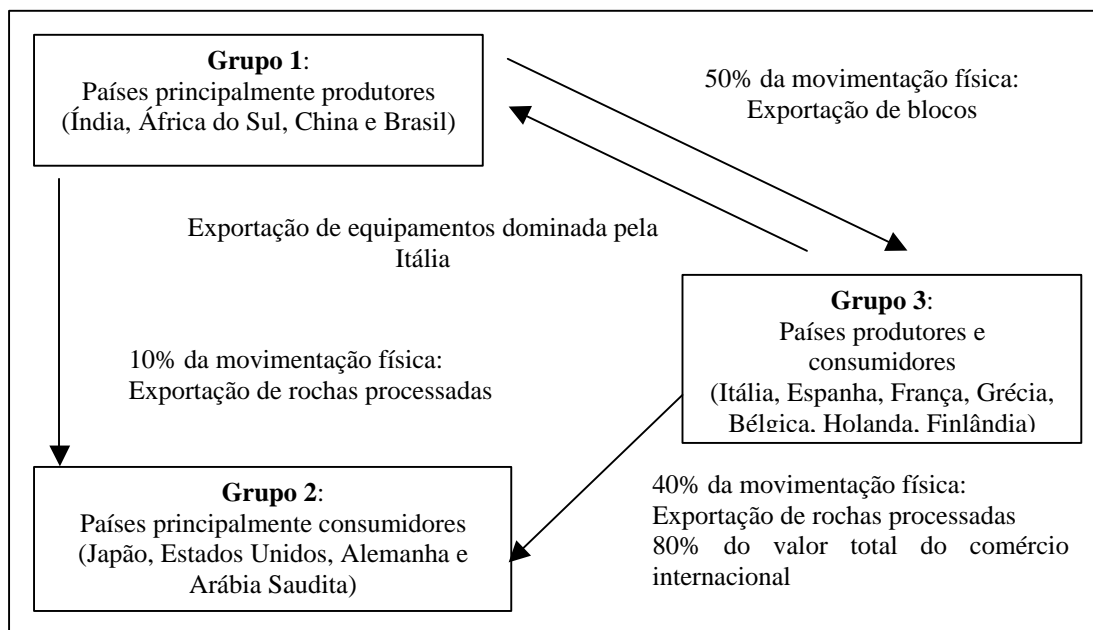 Grupo 1:
Países principalmente produtores
(Índia, África do Sul, China e Brasil)
50% da movimentação física:
Exportação de blocos
Exportação de equipamentos dominada pela
Itália
Grupo 3:
Países produtores e
consumidores
(Itália, Espanha, França, Grécia,
Bélgica, Holanda, Finlândia)
10% da movimentação física:
Exportação de rochas processadas
Grupo 2:
Países principalmente consumidores
(Japão, Estados Unidos, Alemanha e
Arábia Saudita)
40% da movimentação física:
Exportação de rochas processadas
80% do valor total do comércio
internacional